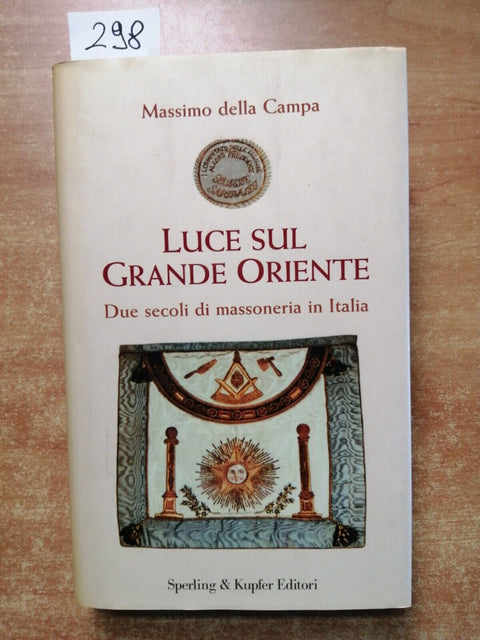 298
Massimo della Campa
LUCE SUL
GRANDE ORIENTE
Due secoli di massoneria in Italia
Sperling & Kupfer Editori